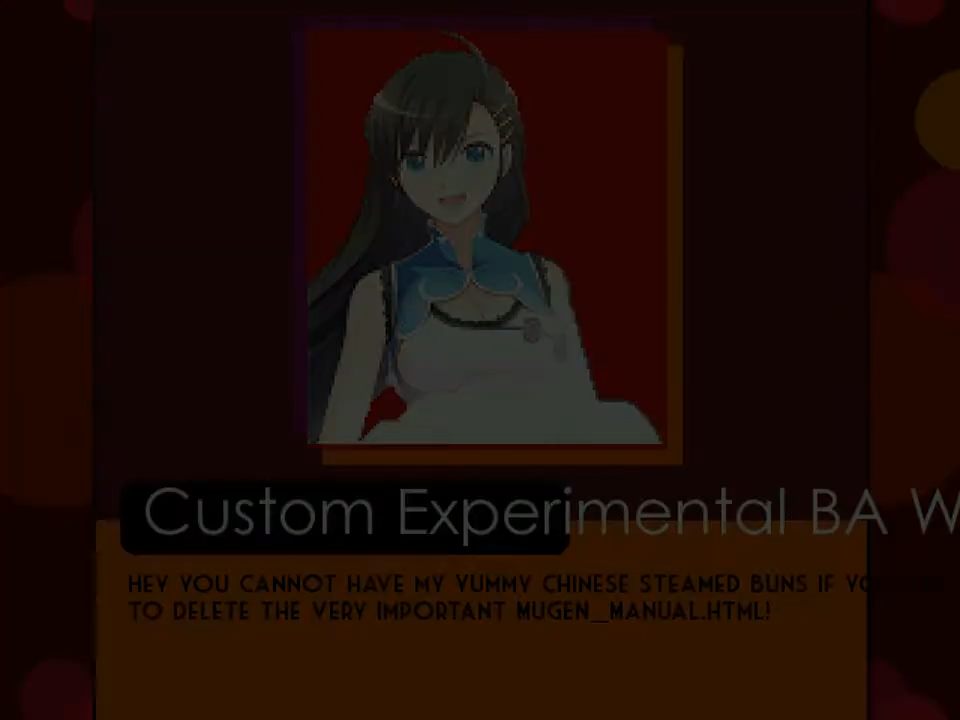 Custom Experimental BA W
HEY YOU CANNOT HAVE MY YUMMY CHINESE STEAMED BUNS IF
TO DELETE THE VERY IMPORTANT MUGEN_MANUAL.HTML!